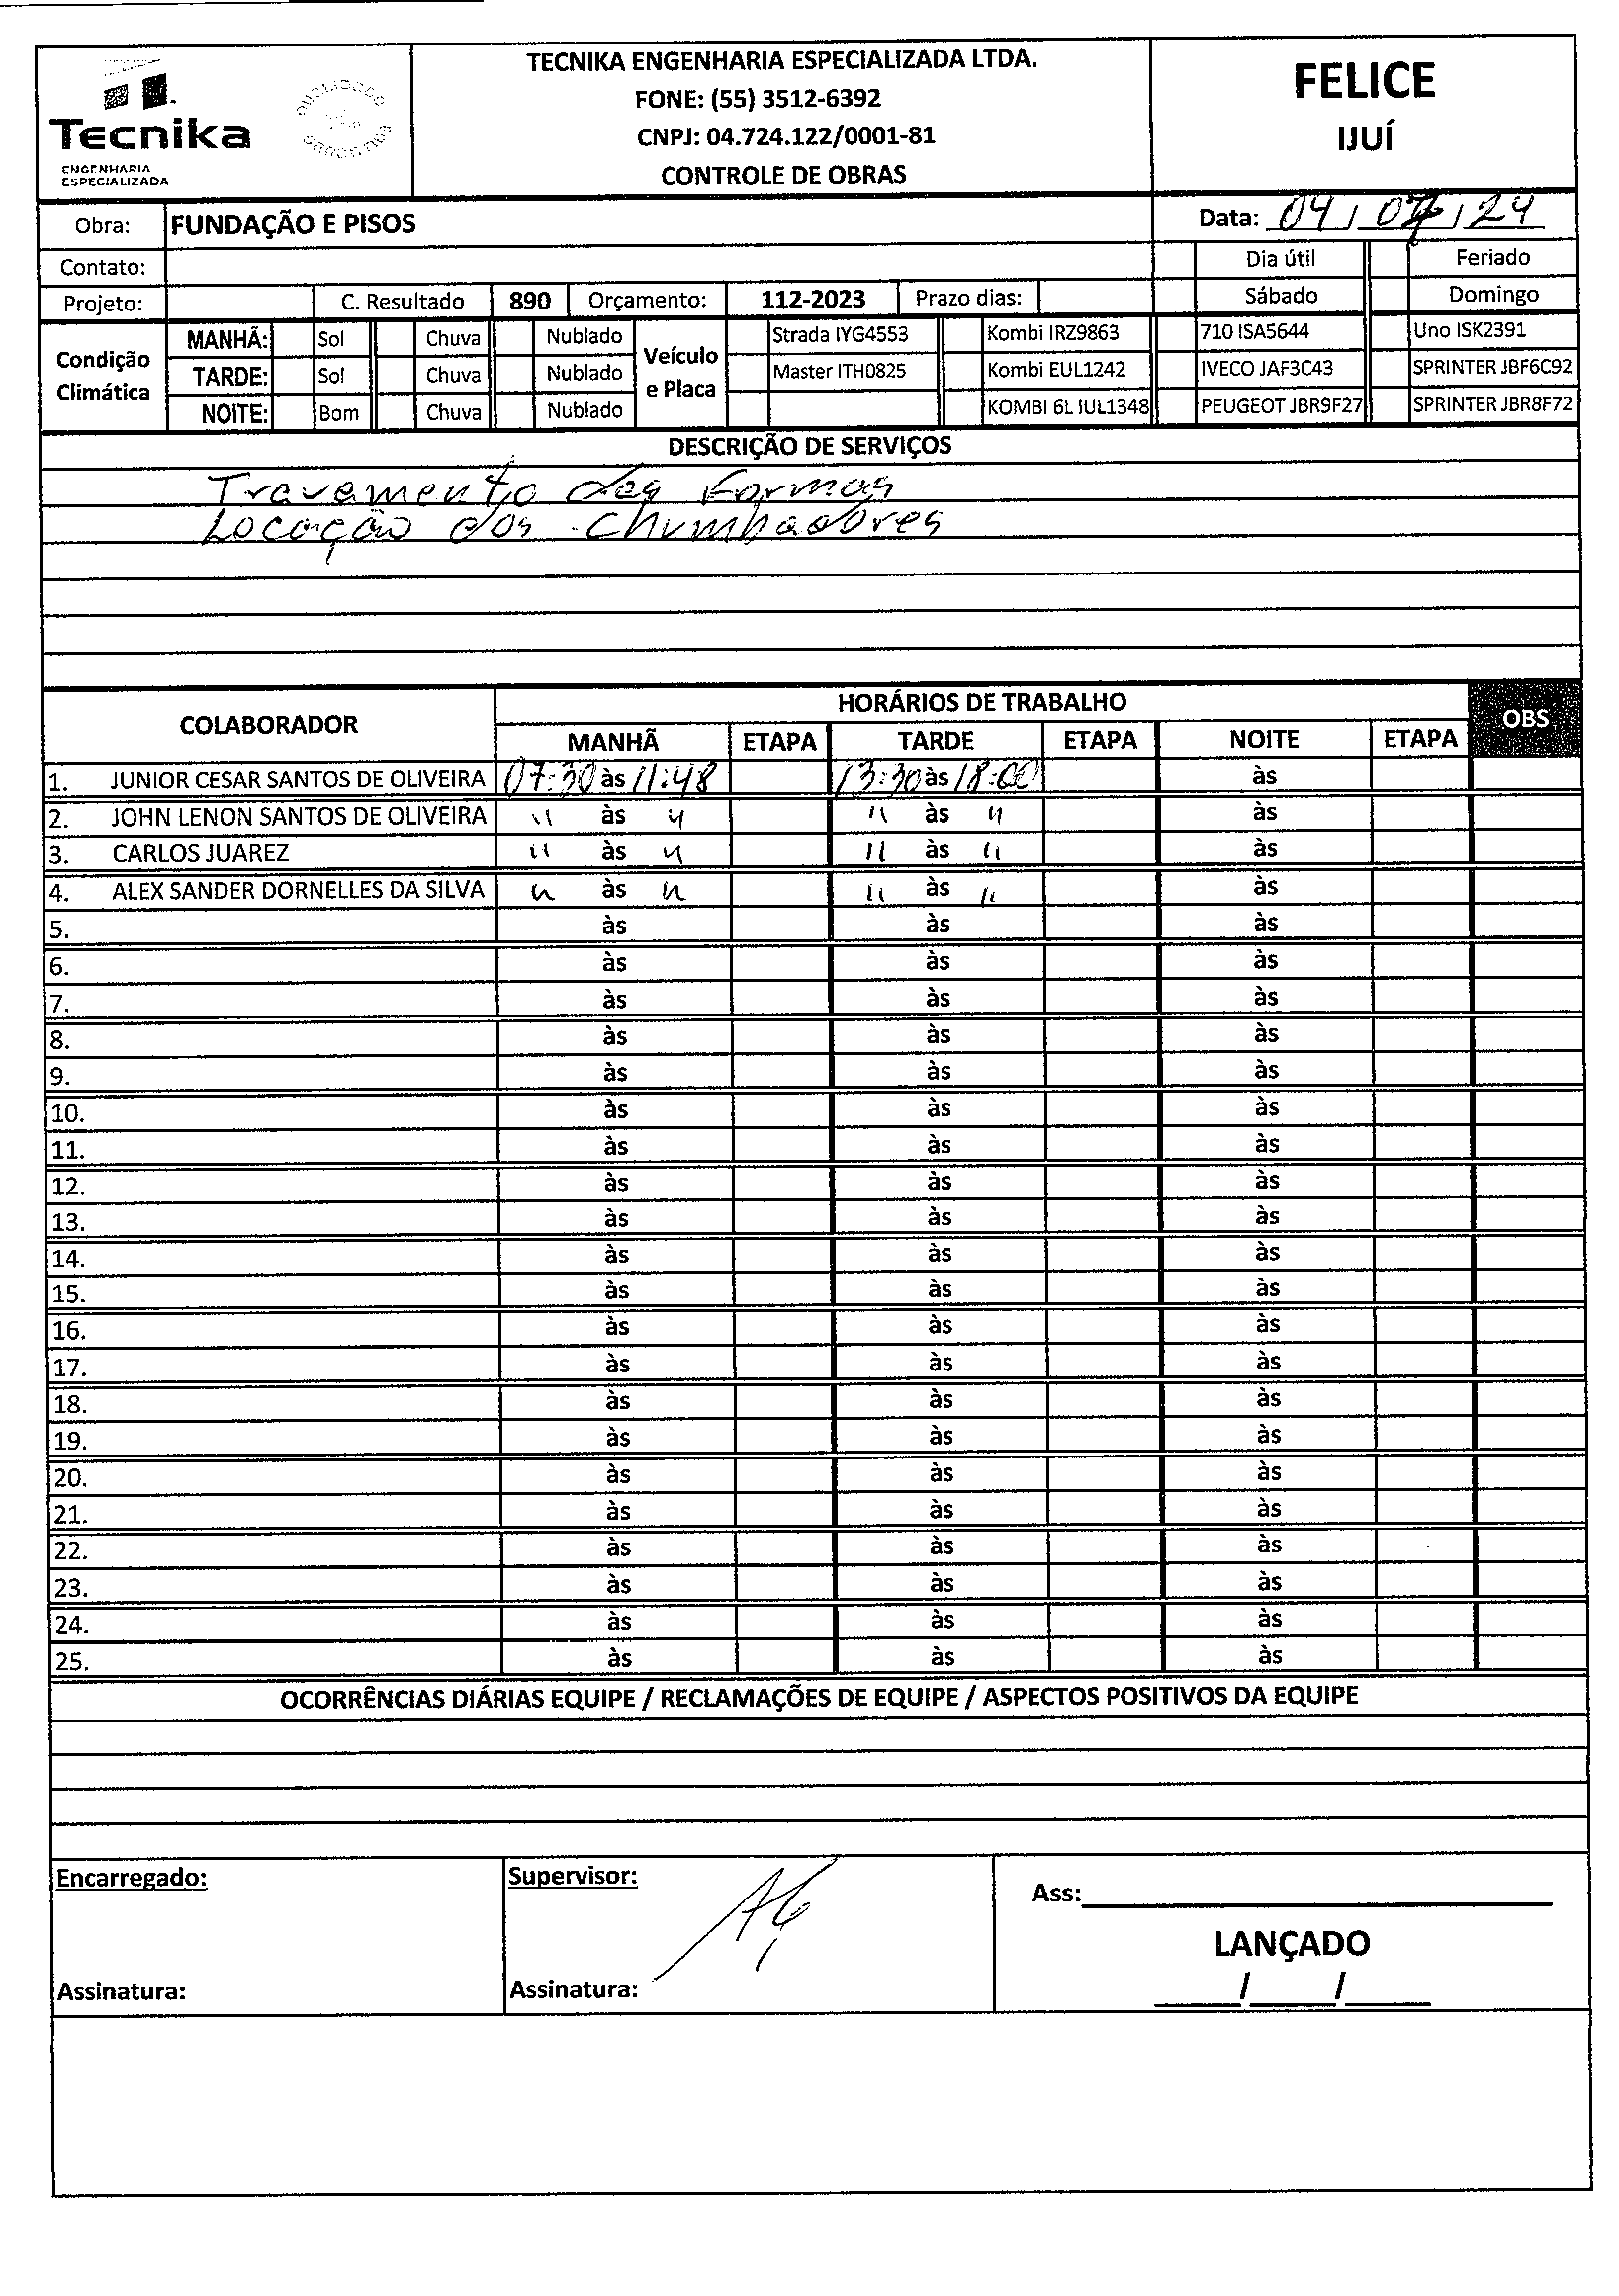 TECNIKA ENGENHARIA ESPECIALIZADA LTDA.
FONE: (55) 3512-6392
CNPJ: 04.724.122/0001-81
CONTROLE DE OBRAS
Tecnika
ENGENHARIA
ESPECIALIZADA
FELICE
IJUÍ
Obra: FUNDAÇÃO E PISOS Data: 04/07/24
Contato: Dia útil Feriado
Projeto: C. Resultado 890 Orçamento: 112-2023 Prazo dias: Sábado Domingo
Condição Climática
MANHÃ: Sol Chuva Nublado
TARDE: Sol Chuva Nublado
NOITE: Bom Chuva Nublado
Veículo e Placa
Strada IYG4553 Kombi IRZ9863 710 ISA5644 Uno ISK2391
Master ITH0825 Kombi EUL1242 IVECO JAF3C43 SPRINTER JBF6C92
KOMBI 6L IUL1348 PEUGEOT JBR9F27 SPRINTER JBR8F72
DESCRIÇÃO DE SERVIÇOS
Travamento das Formas
Locação dos chumbadores
COLABORADOR HORÁRIOS DE TRABALHO OBS
MANHÃ ETAPA TARDE ETAPA NOITE ETAPA
1. JUNIOR CESAR SANTOS DE OLIVEIRA 07:30 às 11:48 13:30 às 18:00 às
2. JOHN LENON SANTOS DE OLIVEIRA " às " " às " às
3. CARLOS JUAREZ " às " " às " às
4. ALEX SANDER DORNELLES DA SILVA " às " " às " às
5. às às às
6. às às às
7. às às às
8. às às às
9. às às às
10. às às às
11. às às às
12. às às às
13. às às às
14. às às às
15. às às às
16. às às às
17. às às às
18. às às às
19. às às às
20. às às às
21. às às às
22. às às às
23. às às às
24. às às às
25. às às às
OCORRÊNCIAS DIÁRIAS EQUIPE / RECLAMAÇÕES DE EQUIPE / ASPECTOS POSITIVOS DA EQUIPE
Encarregado: Supervisor: Ass:
LANÇADO
Assinatura: Assinatura: / /